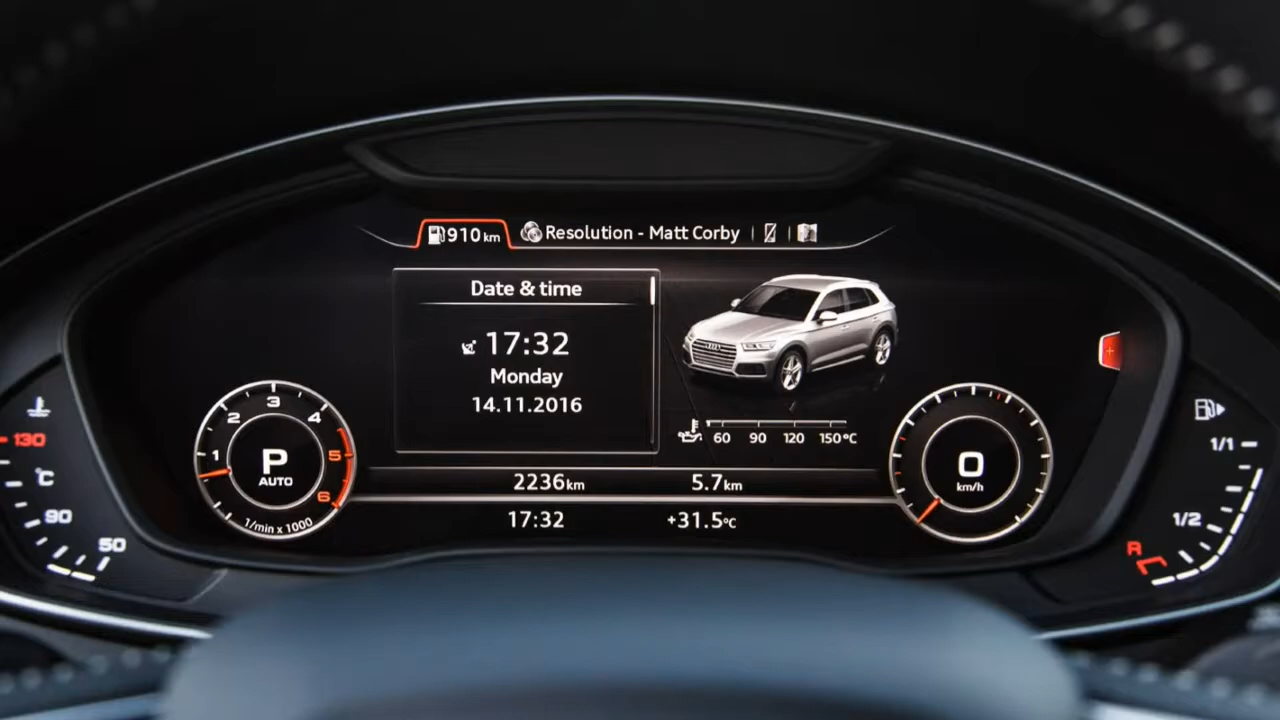 910 km
Resolution - Matt Corby
Date & time
17:32
Monday
14.11.2016
60 90 120 150°C
1
2
3
4
5
6
P
AUTO
1/min x 1000
0
km/h
2236km 5.7km
17:32 +31.5°C
130
°C
90
50
1/1
1/2
R